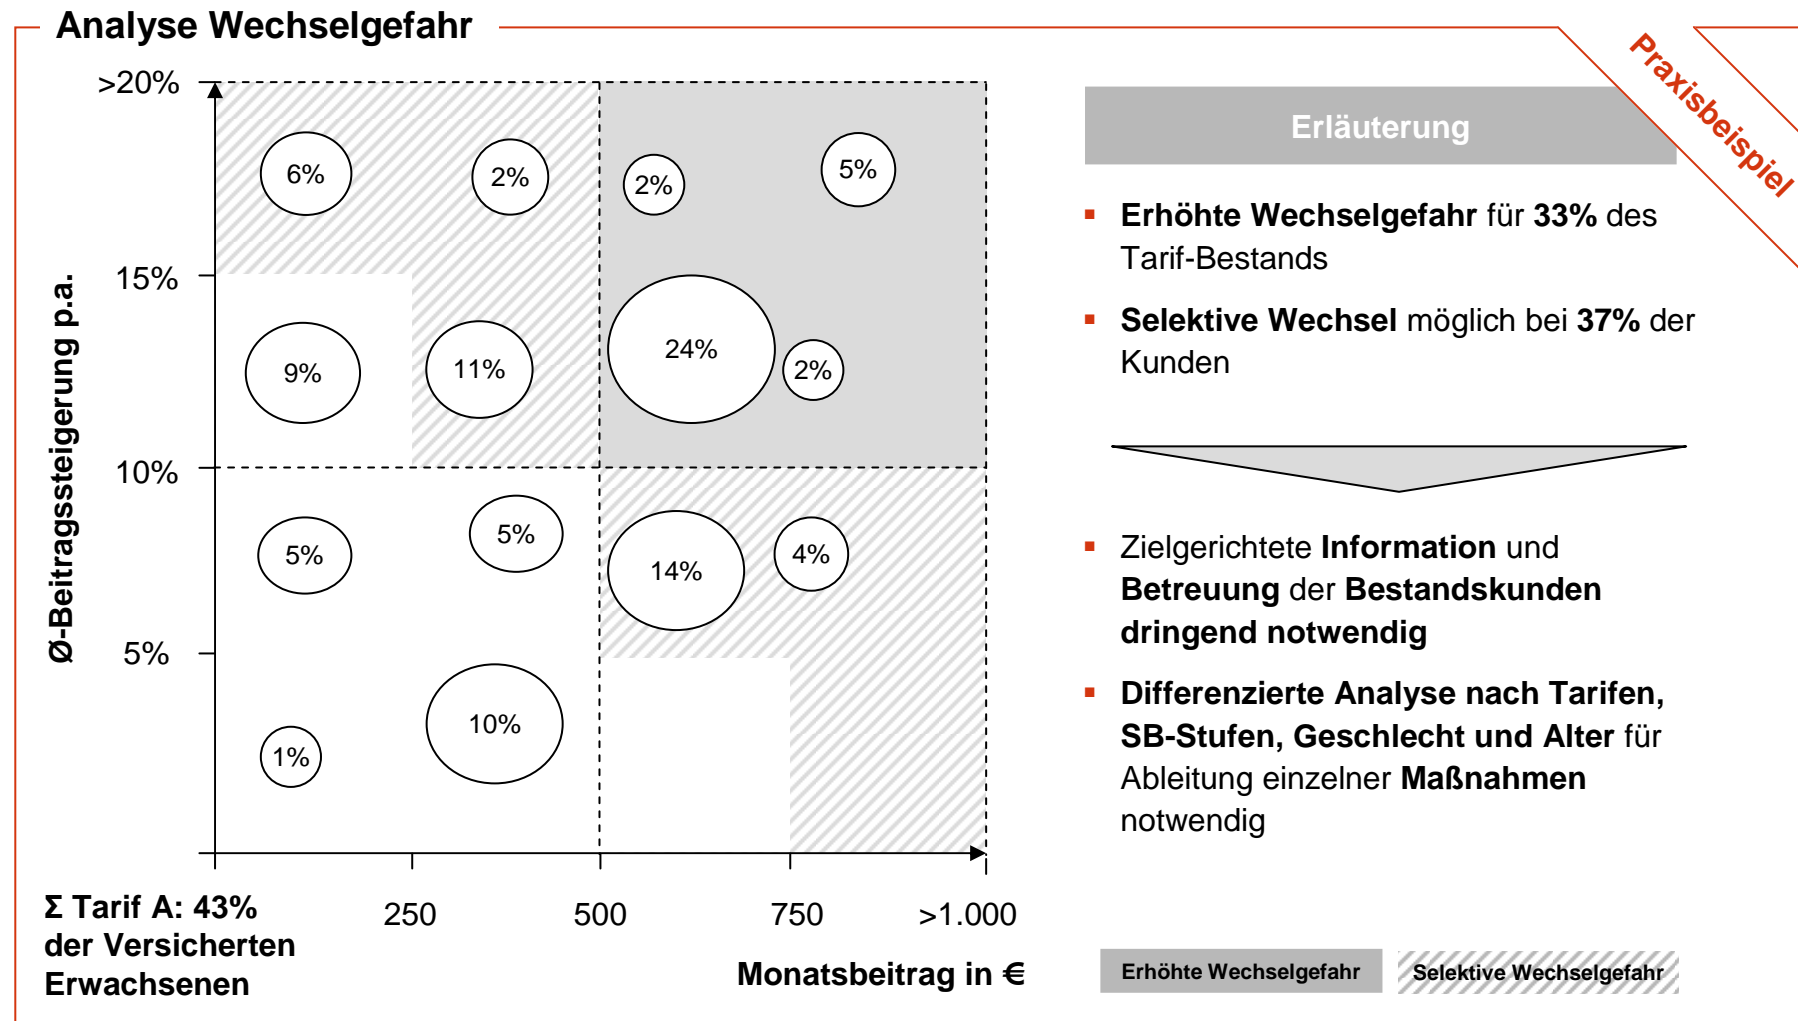 Analyse Wechselgefahr
Praxisbeispiel
>20%
15%
10%
5%
Ø-Beitragssteigerung p.a.
6%
2%
2%
5%
9%
11%
24%
2%
5%
5%
14%
4%
1%
10%
250
500
750
>1.000
Monatsbeitrag in €
Σ Tarif A: 43%
der Versicherten
Erwachsenen
Erläuterung
▪ Erhöhte Wechselgefahr für 33% des
Tarif-Bestands
▪ Selektive Wechsel möglich bei 37% der
Kunden
▪ Zielgerichtete Information und
Betreuung der Bestandskunden
dringend notwendig
▪ Differenzierte Analyse nach Tarifen,
SB-Stufen, Geschlecht und Alter für
Ableitung einzelner Maßnahmen
notwendig
Erhöhte Wechselgefahr
Selektive Wechselgefahr